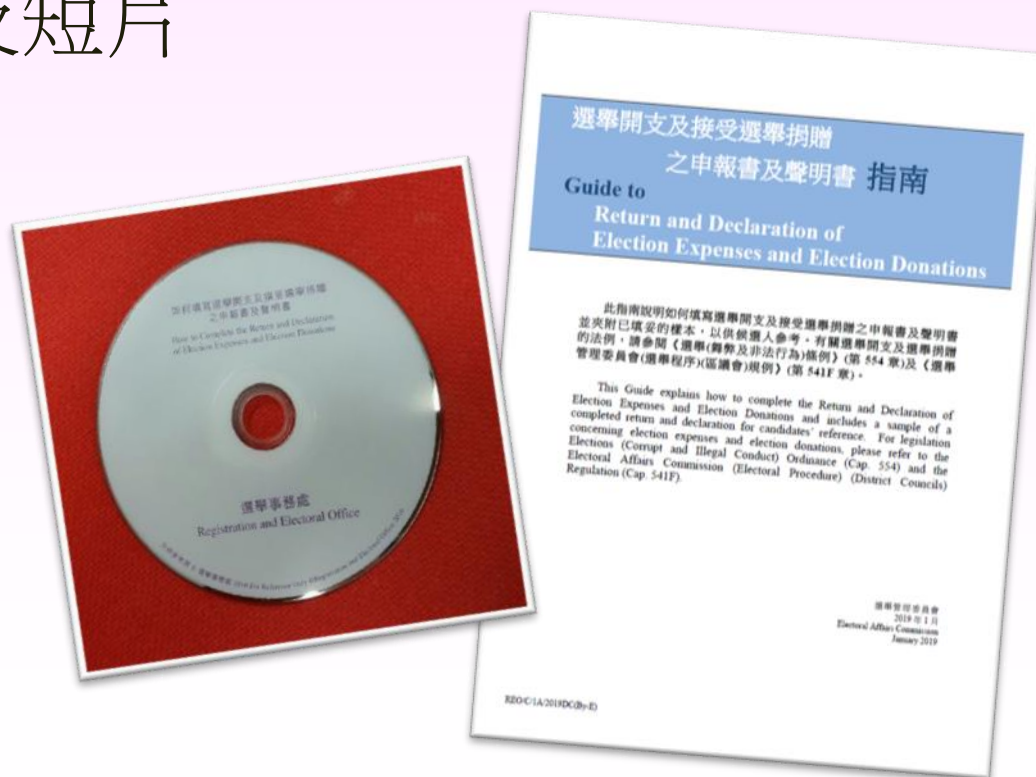 及短片
如何填寫選舉開支及接受選舉捐贈
之申報書及聲明書
How to Complete the Return and Declaration
of Election Expenses and Election Donations
選舉事務處
Registration and Electoral Office
選舉開支及接受選舉捐贈
之申報書及聲明書 指南
Guide to
Return and Declaration of
Election Expenses and Election Donations
此指南說明如何填寫選舉開支及接受選舉捐贈之申報書及聲明書
並夾附已填妥的樣本，以供候選人參考。有關選舉開支及選舉捐贈
的法例，請參閱《選舉(舞弊及非法行為)條例》(第 554 章)及《選舉
管理委員會(選舉程序)(區議會)規例》(第 541F 章)。
This Guide explains how to complete the Return and Declaration of
Election Expenses and Election Donations and includes a sample of a
completed return and declaration for candidates' reference. For legislation
concerning election expenses and election donations, please refer to the
Elections (Corrupt and Illegal Conduct) Ordinance (Cap. 554) and the
Electoral Affairs Commission (Electoral Procedure) (District Councils)
Regulation (Cap. 541F).
選舉管理委員會
2019 年 1 月
Electoral Affairs Commission
January 2019
REO/C/1A/2019DC(By-E)